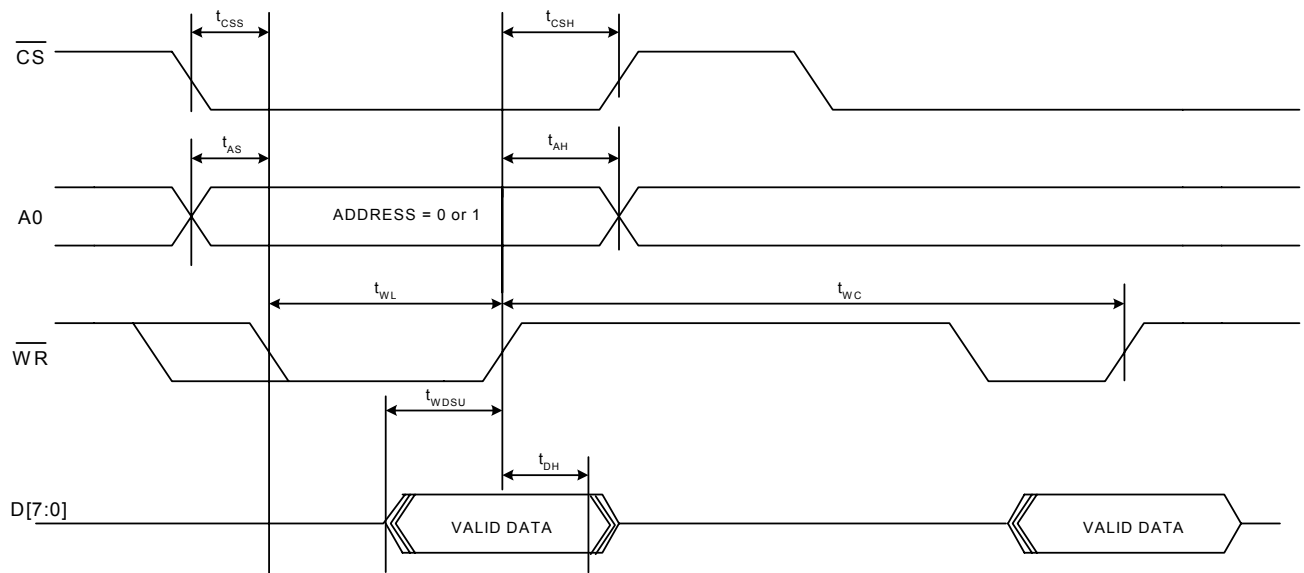 tCSS
tCSH
CS
tAS
tAH
A0
ADDRESS = 0 or 1
tWL
tWC
WR
tWDSU
tDH
D[7:0]
VALID DATA
VALID DATA